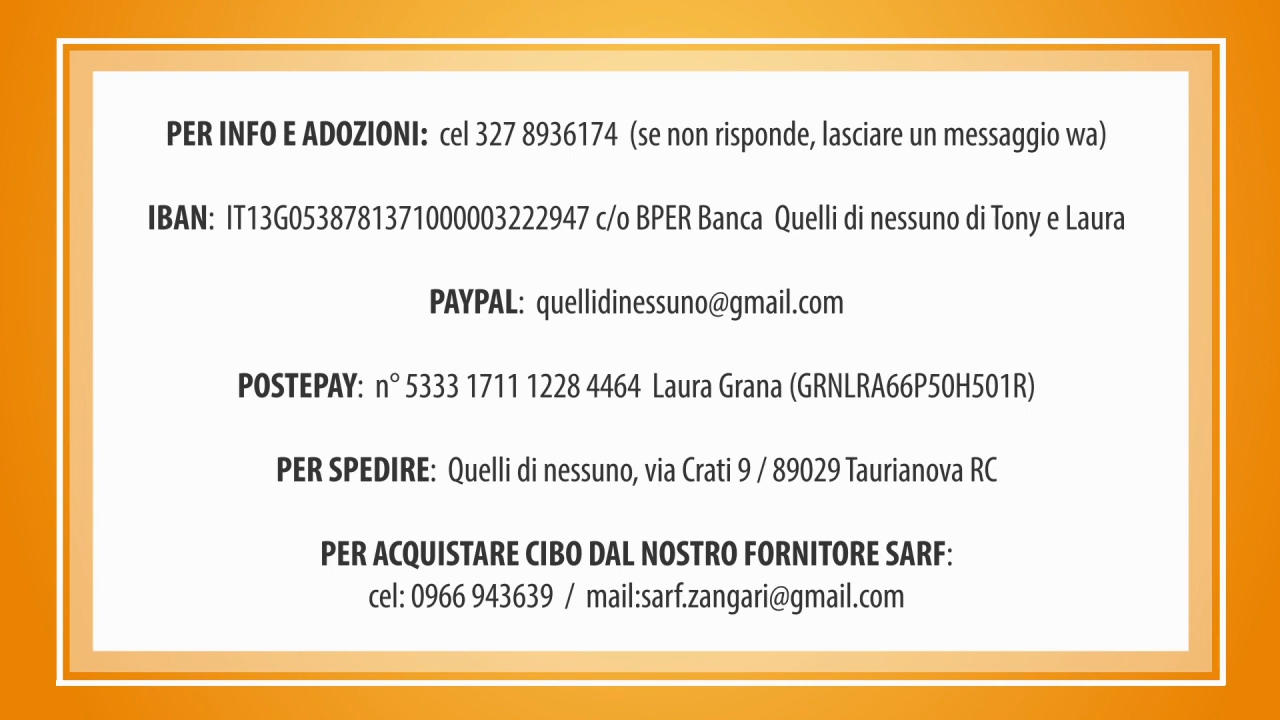 PER INFO E ADOZIONI: cel 327 8936174 (se non risponde, lasciare un messaggio wa)
IBAN: IT13G0538781371000003222947 c/o BPER Banca Quelli di nessuno di Tony e Laura
PAYPAL: quellidinessuno@gmail.com
POSTEPAY: n° 5333 1711 1228 4464 Laura Grana (GRNLRA66P50H501R)
PER SPEDIRE: Quelli di nessuno, via Crati 9 / 89029 Taurianova RC
PER ACQUISTARE CIBO DAL NOSTRO FORNITORE SARF:
cel: 0966 943639 / mail:sarf.zangari@gmail.com